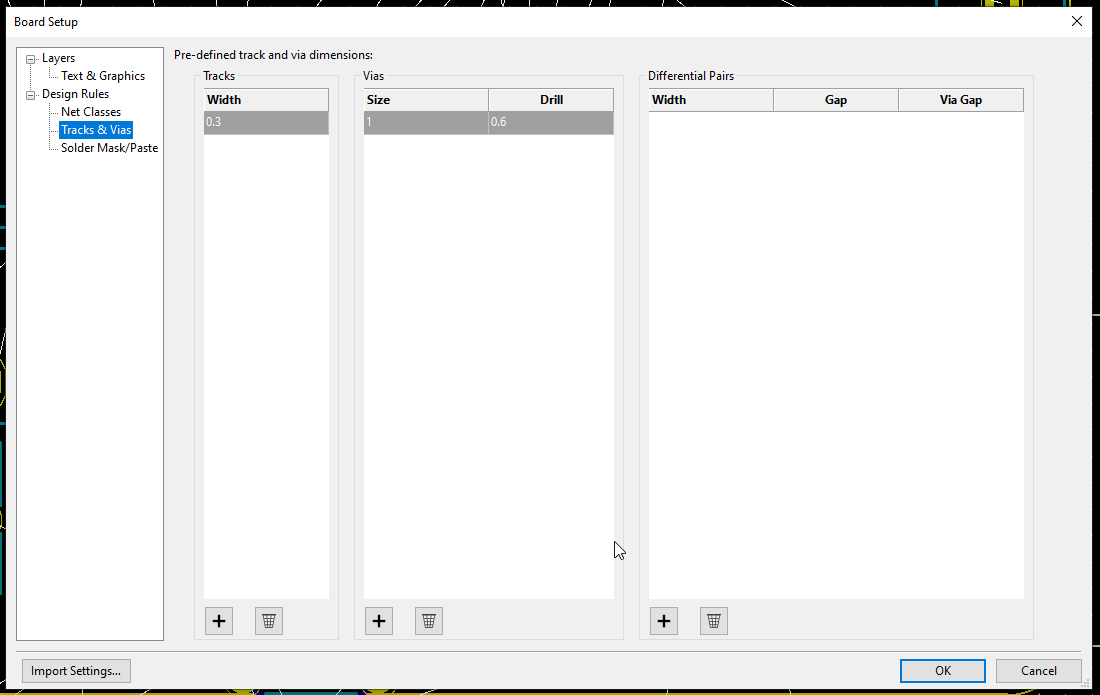 Board Setup
Layers
Text & Graphics
Design Rules
Net Classes
Tracks & Vias
Solder Mask/Paste
Pre-defined track and via dimensions:
Tracks
Width
0.3
Vias
Size Drill
1 0.6
Differential Pairs
Width Gap Via Gap
Import Settings...
OK
Cancel